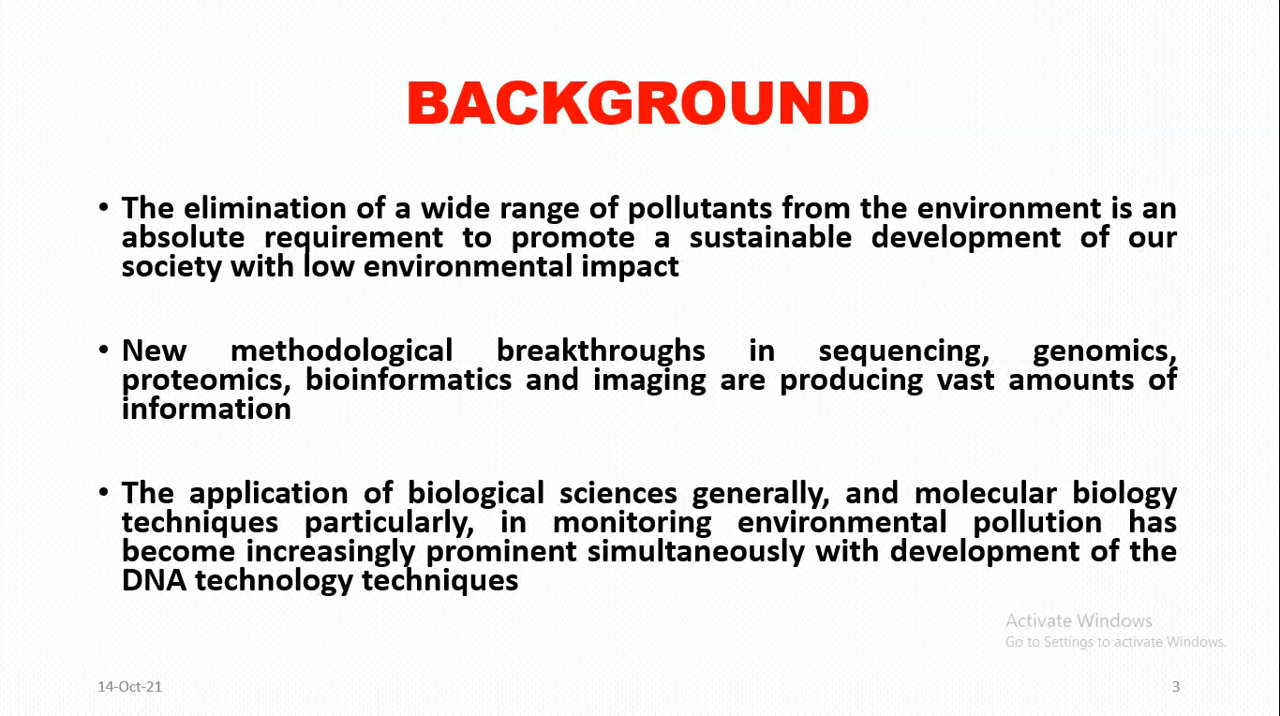 BACKGROUND
• The elimination of a wide range of pollutants from the environment is an
absolute requirement to promote a sustainable development of our
society with low environmental impact
• New methodological breakthroughs in sequencing, genomics,
proteomics, bioinformatics and imaging are producing vast amounts of
information
• The application of biological sciences generally, and molecular biology
techniques particularly, in monitoring environmental pollution has
become increasingly prominent simultaneously with development of the
DNA technology techniques
Activate Windows
Go to Settings to activate Windows.
14-Oct-21
3